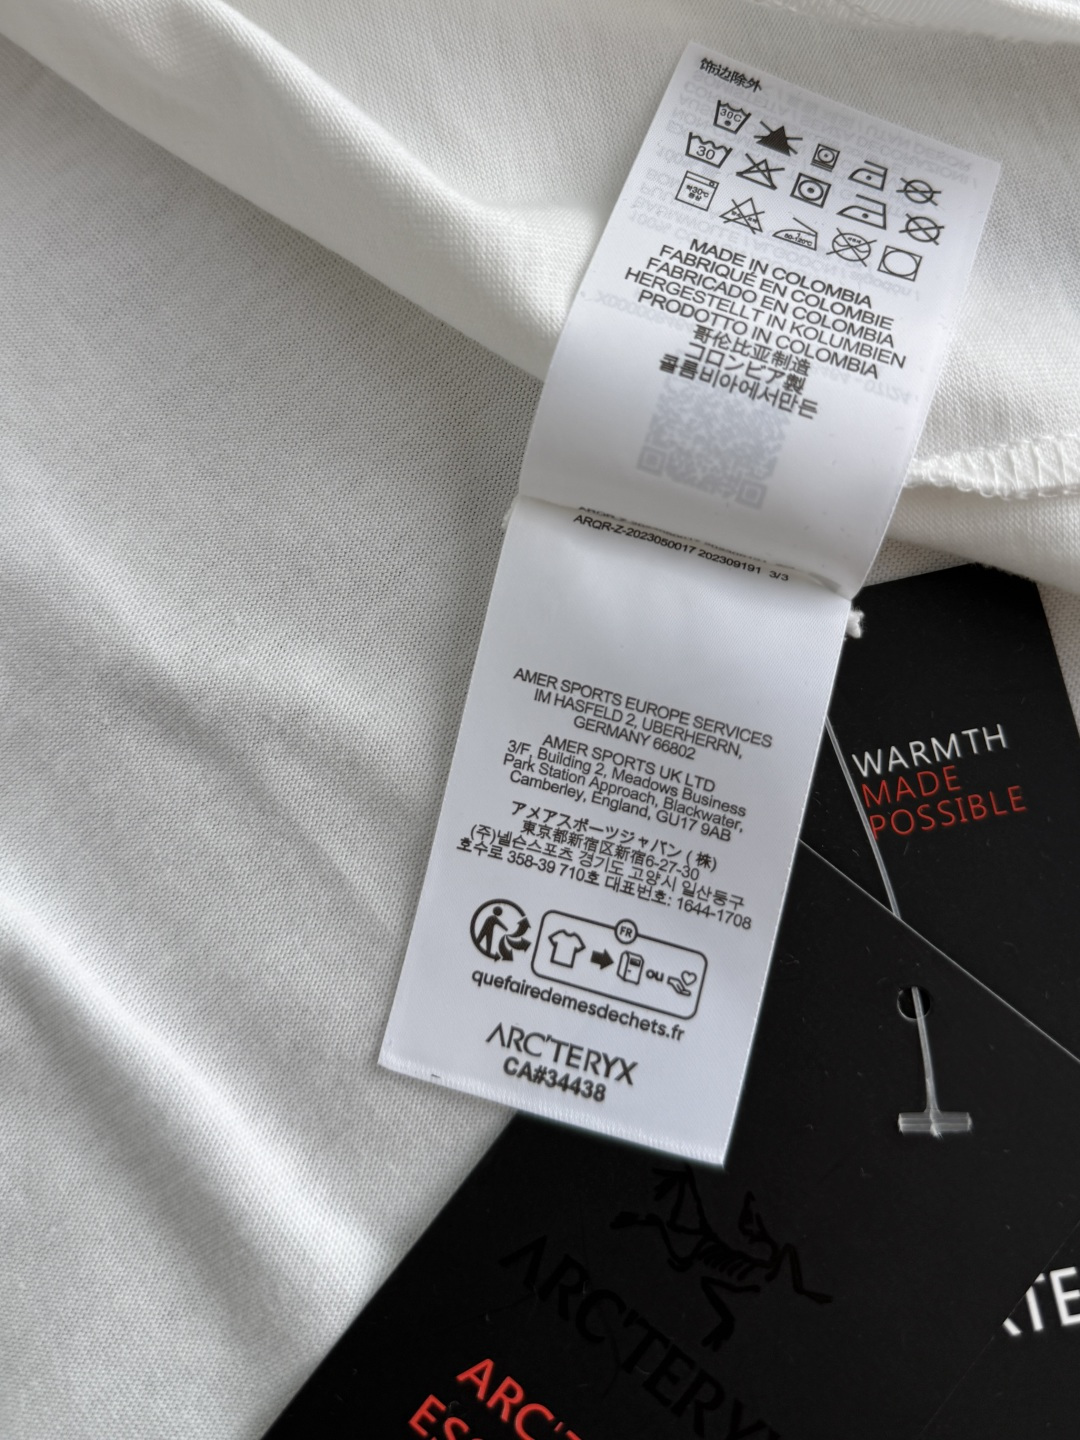 饰边除外
30C
30
30°C
MADE IN COLOMBIA
FABRIQUÉ EN COLOMBIE
FABRICADO EN COLOMBIA
HERGESTELLT IN KOLUMBIEN
PRODOTTO IN COLOMBIA
哥伦比亚制造
コロンビア製
콜롬비아에서만든
ARQR-Z-2023050017 202309191 3/3
AMER SPORTS EUROPE SERVICES
IM HASFELD 2, UBERHERRN,
GERMANY 66802
AMER SPORTS UK LTD
3/F, Building 2, Meadows Business
Park Station Approach, Blackwater,
Camberley, England, GU17 9AB
アメアスポーツジャパン ( 株)
東京都新宿区新宿6-27-30
(주)넬슨스포츠 경기도 고양시 일산동구
호수로 358-39 710호 대표번호: 1644-1708
FR
ou
quefairedemesdechets.fr
ARC'TERYX
CA#34438
WARMTH
MADE
POSSIBLE
ARC'TERYX